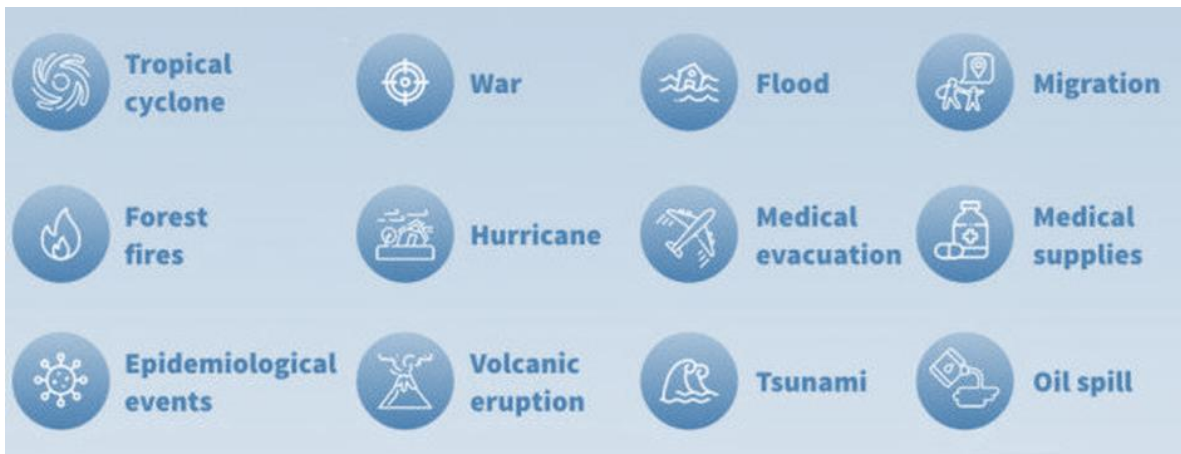 Tropical
cyclone
War
Flood
Migration
Forest
fires
Hurricane
Medical
evacuation
Medical
supplies
Epidemiological
events
Volcanic
eruption
Tsunami
Oil spill